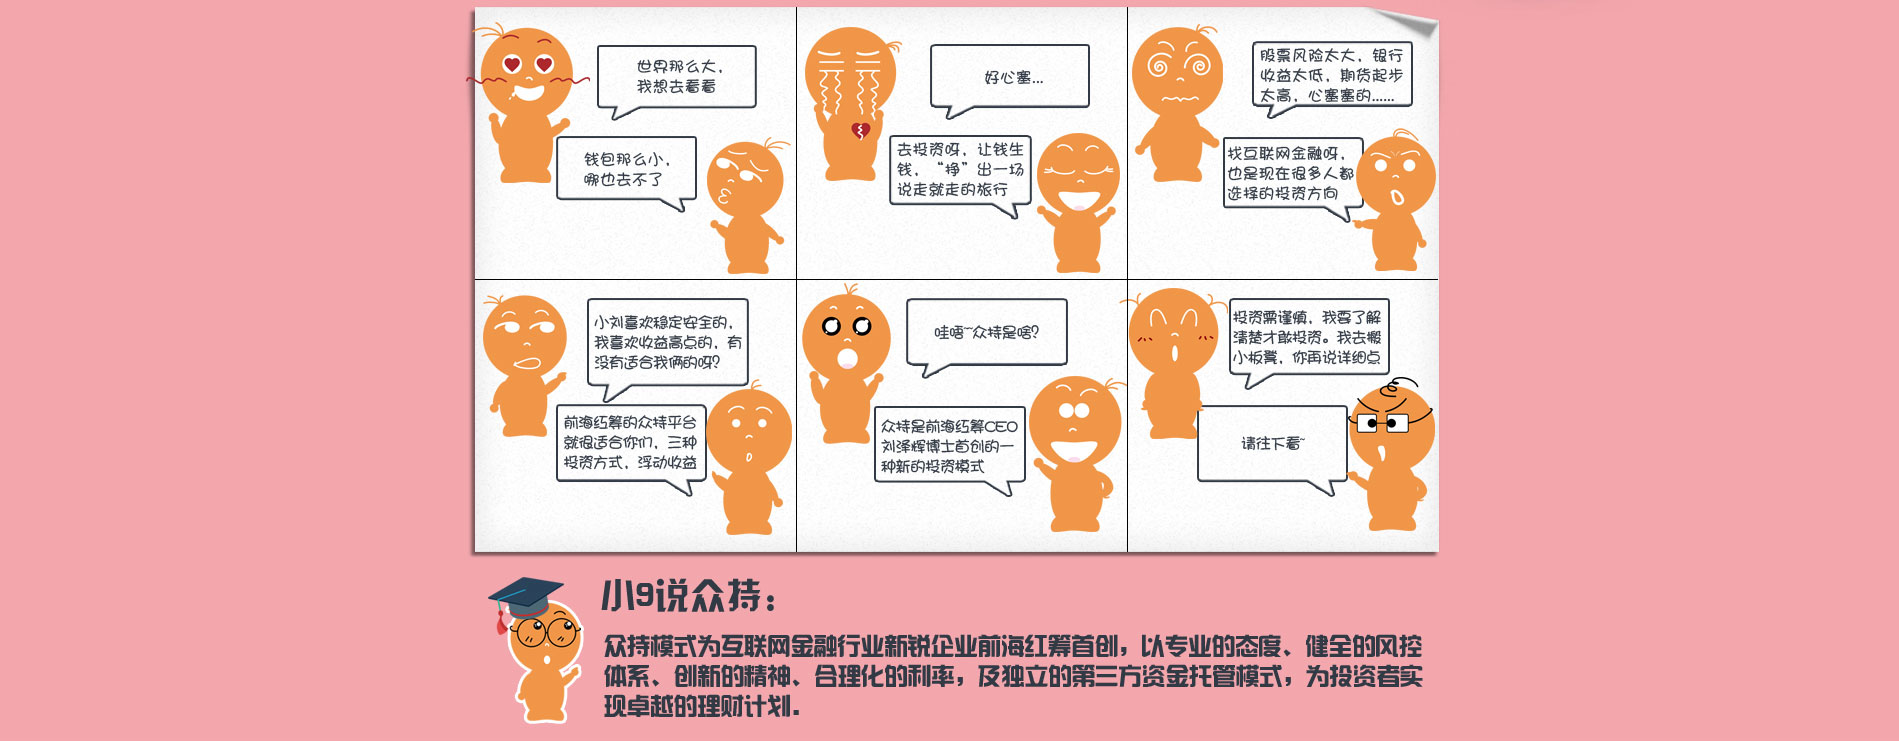 世界那么大，
我想去看看
钱包那么小，
哪也去不了
好心塞...
去投资呀，让钱生
钱，“挣”出一场
说走就走的旅行
股票风险太大，银行
收益太低，期货起步
太高，心塞塞的......
找互联网金融呀，
也是现在很多人都
选择的投资方向
小刘喜欢稳定安全的，
我喜欢收益高点的，有
没有适合我俩的呀？
前海红筹的众持平台
就很适合你们，三种
投资方式，浮动收益
哇唔~众持是啥？
众持是前海红筹CEO
刘泽辉博士首创的一
种新的投资模式
投资需谨慎，我要了解
清楚才敢投资。我去搬
小板凳，你再说详细点
请往下看~
小9说众持：
众持模式为互联网金融行业新锐企业前海红筹首创，以专业的态度、健全的风控
体系、创新的精神、合理化的利率，及独立的第三方资金托管模式，为投资者实
现卓越的理财计划.